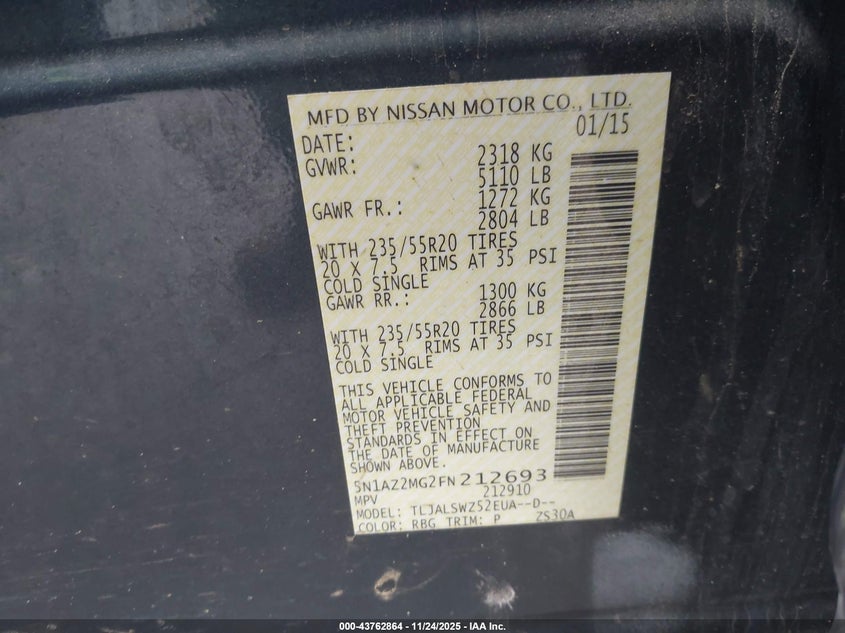 MFD BY NISSAN MOTOR CO., LTD.
DATE: 01/15
GVWR: 2318 KG
5110 LB
GAWR FR.: 1272 KG
2804 LB
WITH 235/55R20 TIRES
20 X 7.5 RIMS AT 35 PSI
COLD SINGLE
GAWR RR.: 1300 KG
2866 LB
WITH 235/55R20 TIRES
20 X 7.5 RIMS AT 35 PSI
COLD SINGLE
THIS VEHICLE CONFORMS TO
ALL APPLICABLE FEDERAL
MOTOR VEHICLE SAFETY AND
THEFT PREVENTION
STANDARDS IN EFFECT ON
THE DATE OF MANUFACTURE
SHOWN ABOVE.
5N1AZ2MG2FN212693
MPV 212910
MODEL: TLJALSWZ52EUA--D--
COLOR: RBG TRIM: P ZS30A
000-43762864 - 11/24/2025 - IAA Inc.